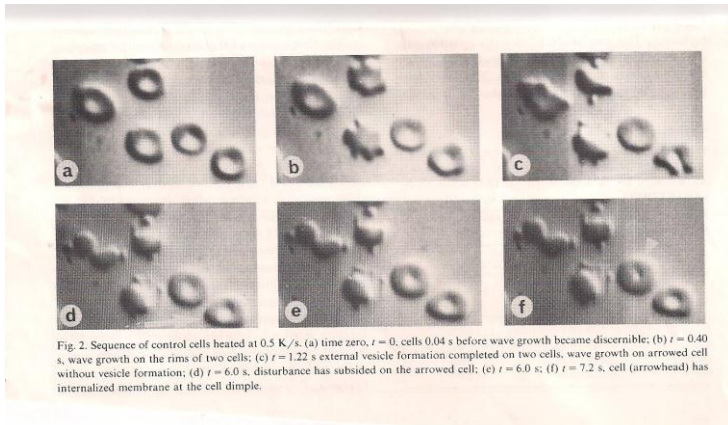 a
b
c
d
e
f
Fig. 2. Sequence of control cells heated at 0.5 K/s. (a) time zero, t = 0, cells 0.04 s before wave growth became discernible; (b) t = 0.40
s, wave growth on the rims of two cells; (c) t = 1.22 s external vesicle formation completed on two cells, wave growth on arrowed cell
without vesicle formation; (d) t = 6.0 s, disturbance has subsided on the arrowed cell; (e) t = 6.0 s; (f) t = 7.2 s, cell (arrowhead) has
internalized membrane at the cell dimple.